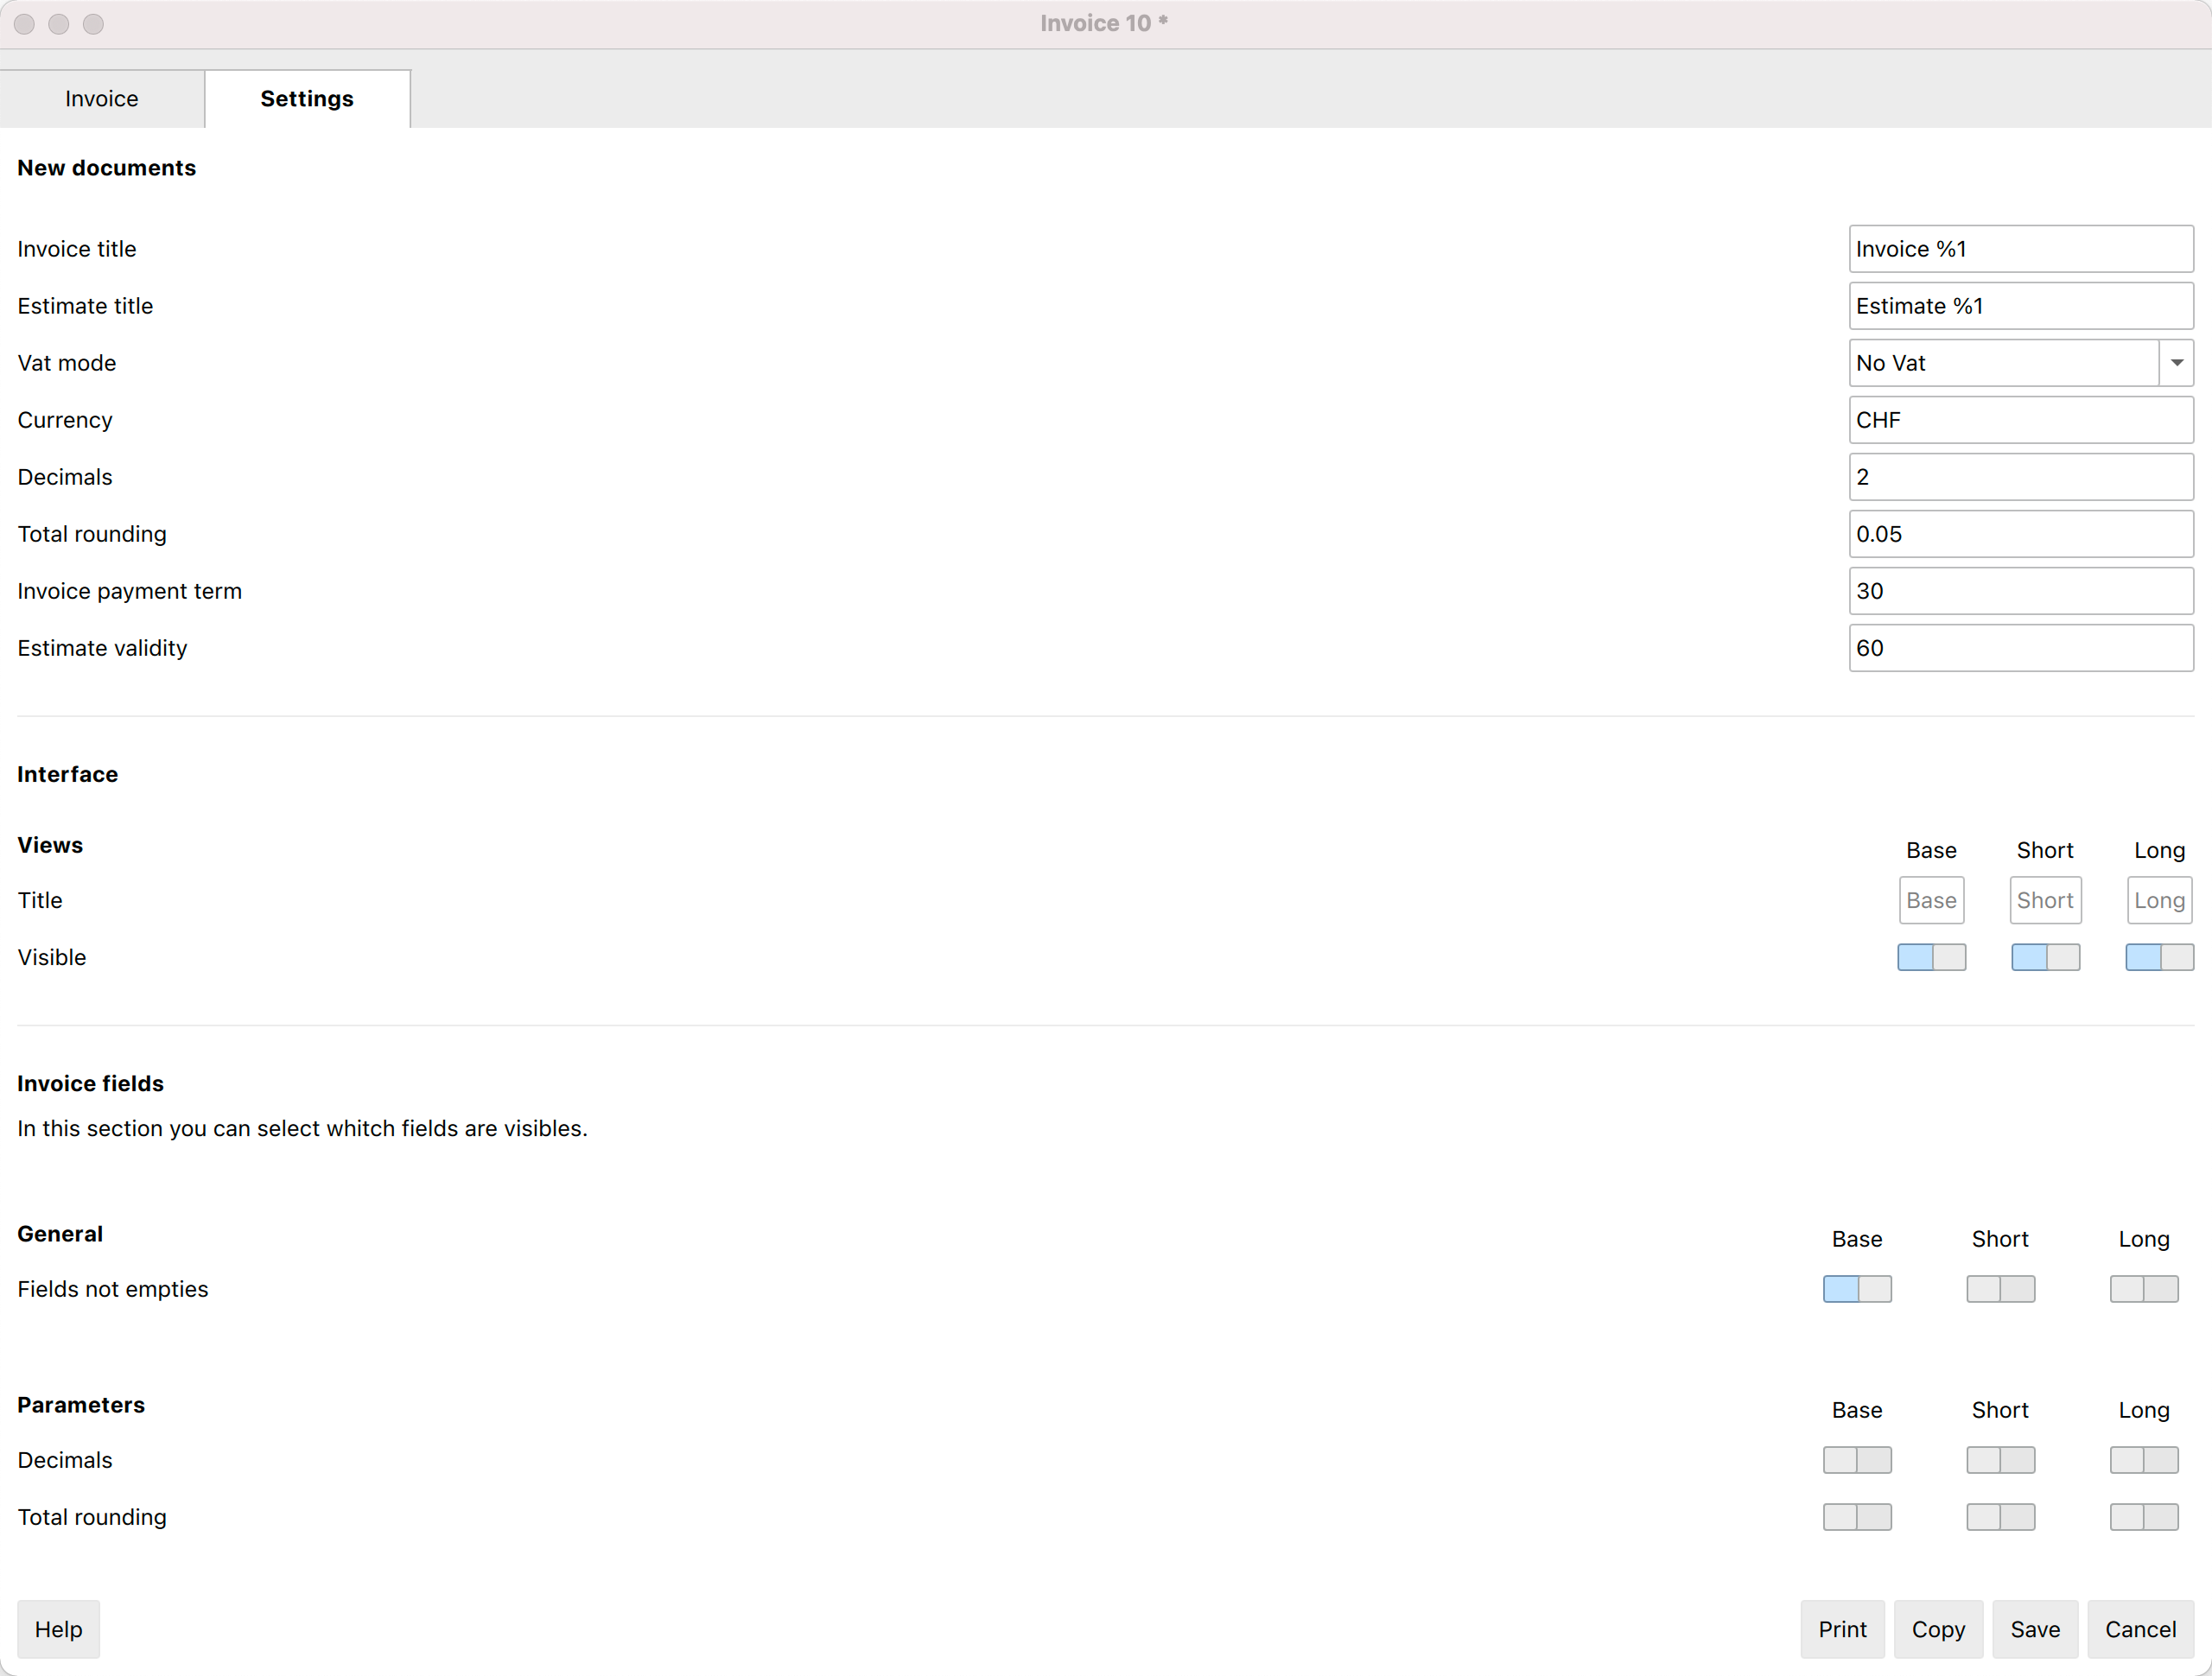 Invoice 10 *
Invoice Settings
New documents
Invoice title Invoice %1
Estimate title Estimate %1
Vat mode No Vat
Currency CHF
Decimals 2
Total rounding 0.05
Invoice payment term 30
Estimate validity 60
Interface
Views Base Short Long
Title Base Short Long
Visible
Invoice fields
In this section you can select whitch fields are visibles.
General Base Short Long
Fields not empties
Parameters Base Short Long
Decimals
Total rounding
Help Print Copy Save Cancel